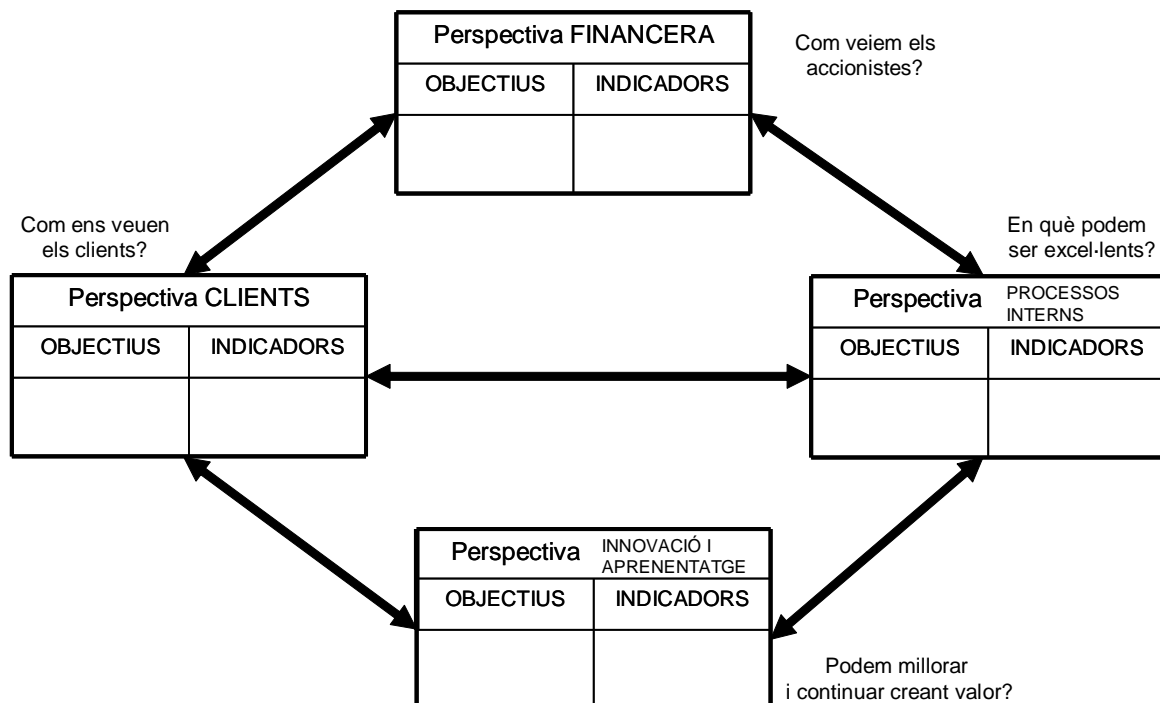 Perspectiva FINANCERA
OBJECTIUS INDICADORS
Com veiem els
accionistes?
Com ens veuen
els clients?
Perspectiva CLIENTS
OBJECTIUS INDICADORS
En què podem
ser excel·lents?
Perspectiva PROCESSOS
INTERNS
OBJECTIUS INDICADORS
Perspectiva INNOVACIÓ I
APRENENTATGE
OBJECTIUS INDICADORS
Podem millorar
i continuar creant valor?